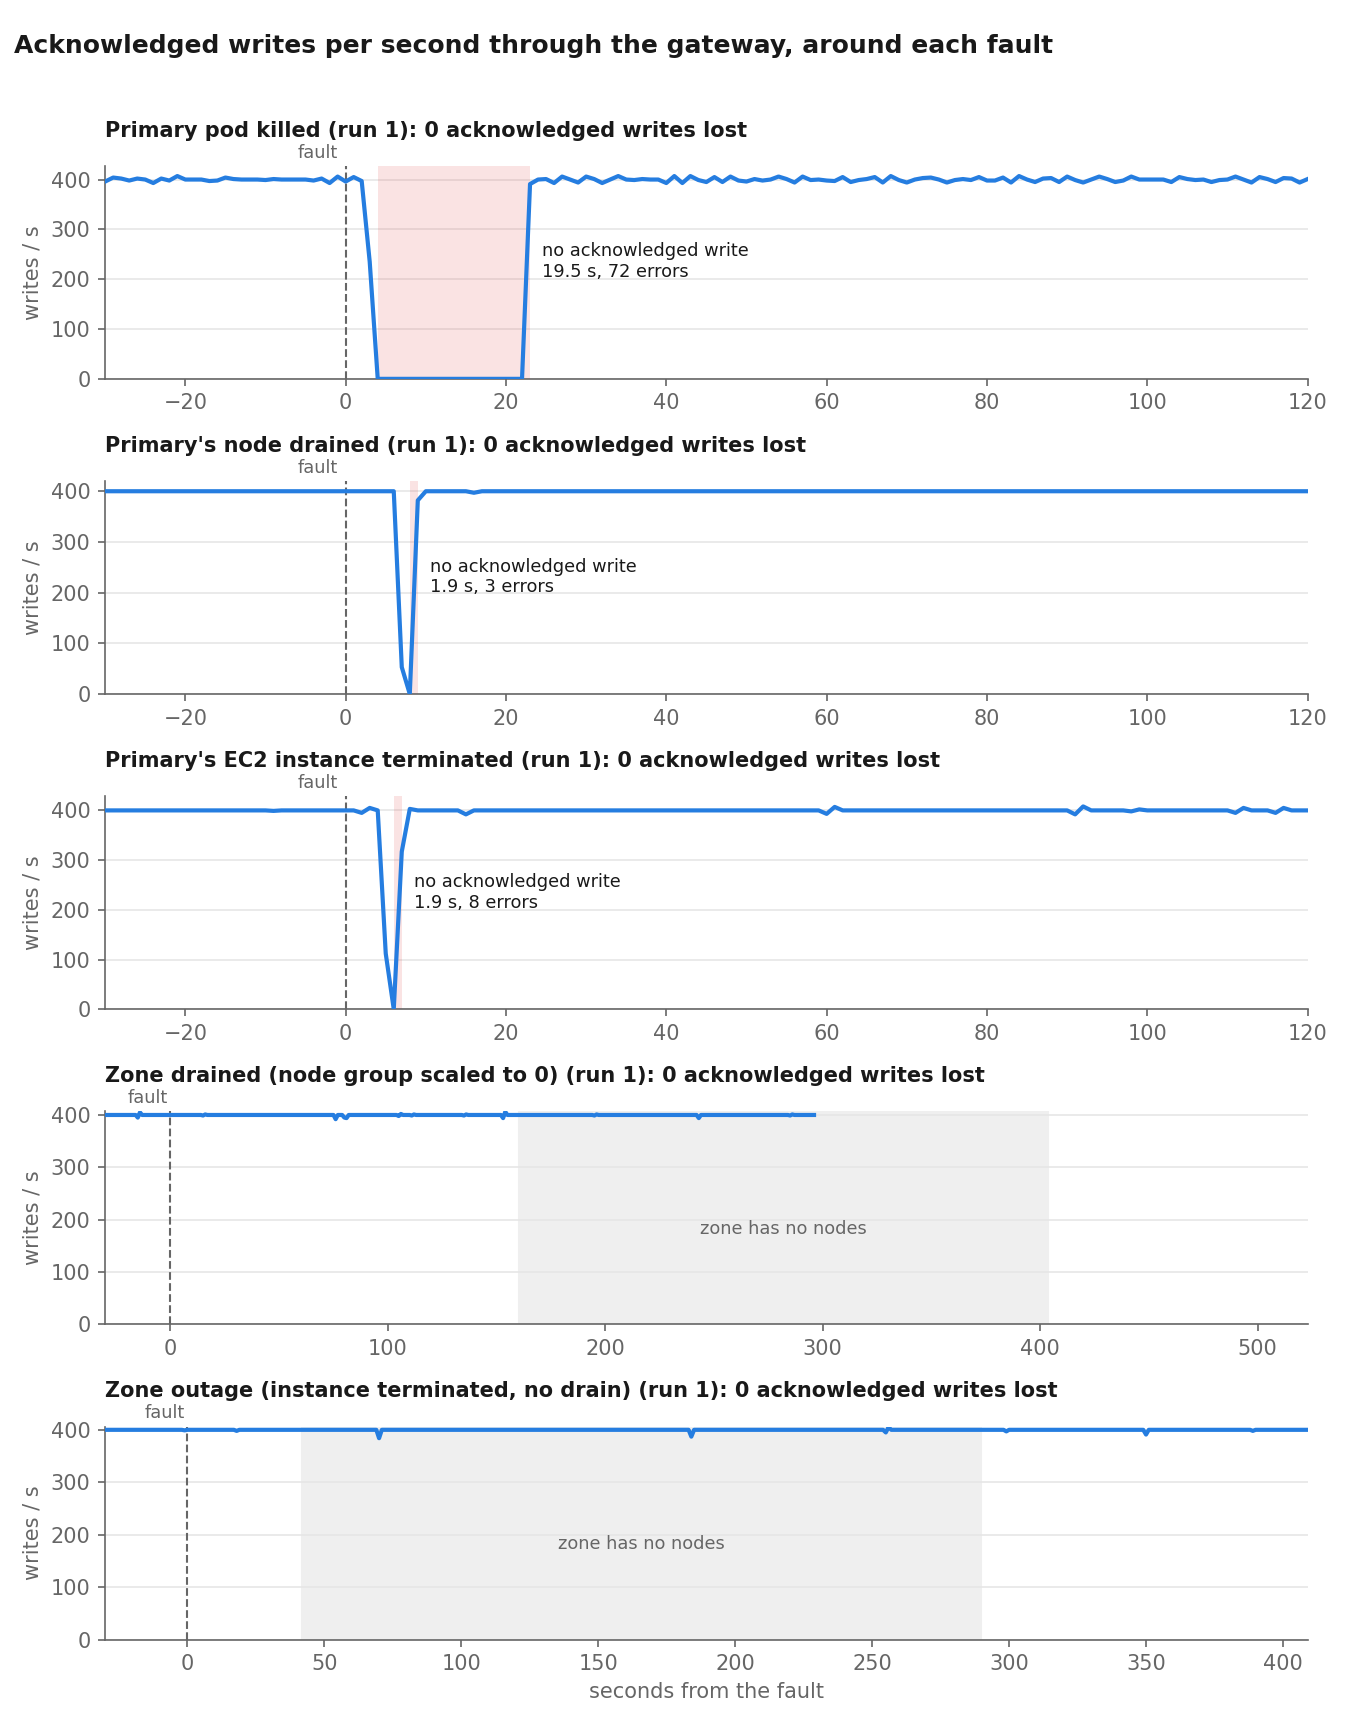 Acknowledged writes per second through the gateway, around each fault
Primary pod killed (run 1): 0 acknowledged writes lost
fault
400
300
200
100
0
writes / s
no acknowledged write
19.5 s, 72 errors
−20 0 20 40 60 80 100 120
Primary's node drained (run 1): 0 acknowledged writes lost
fault
400
300
200
100
0
writes / s
no acknowledged write
1.9 s, 3 errors
−20 0 20 40 60 80 100 120
Primary's EC2 instance terminated (run 1): 0 acknowledged writes lost
fault
400
300
200
100
0
writes / s
no acknowledged write
1.9 s, 8 errors
−20 0 20 40 60 80 100 120
Zone drained (node group scaled to 0) (run 1): 0 acknowledged writes lost
fault
400
300
200
100
0
writes / s
zone has no nodes
0 100 200 300 400 500
Zone outage (instance terminated, no drain) (run 1): 0 acknowledged writes lost
fault
400
300
200
100
0
writes / s
zone has no nodes
0 50 100 150 200 250 300 350 400
seconds from the fault